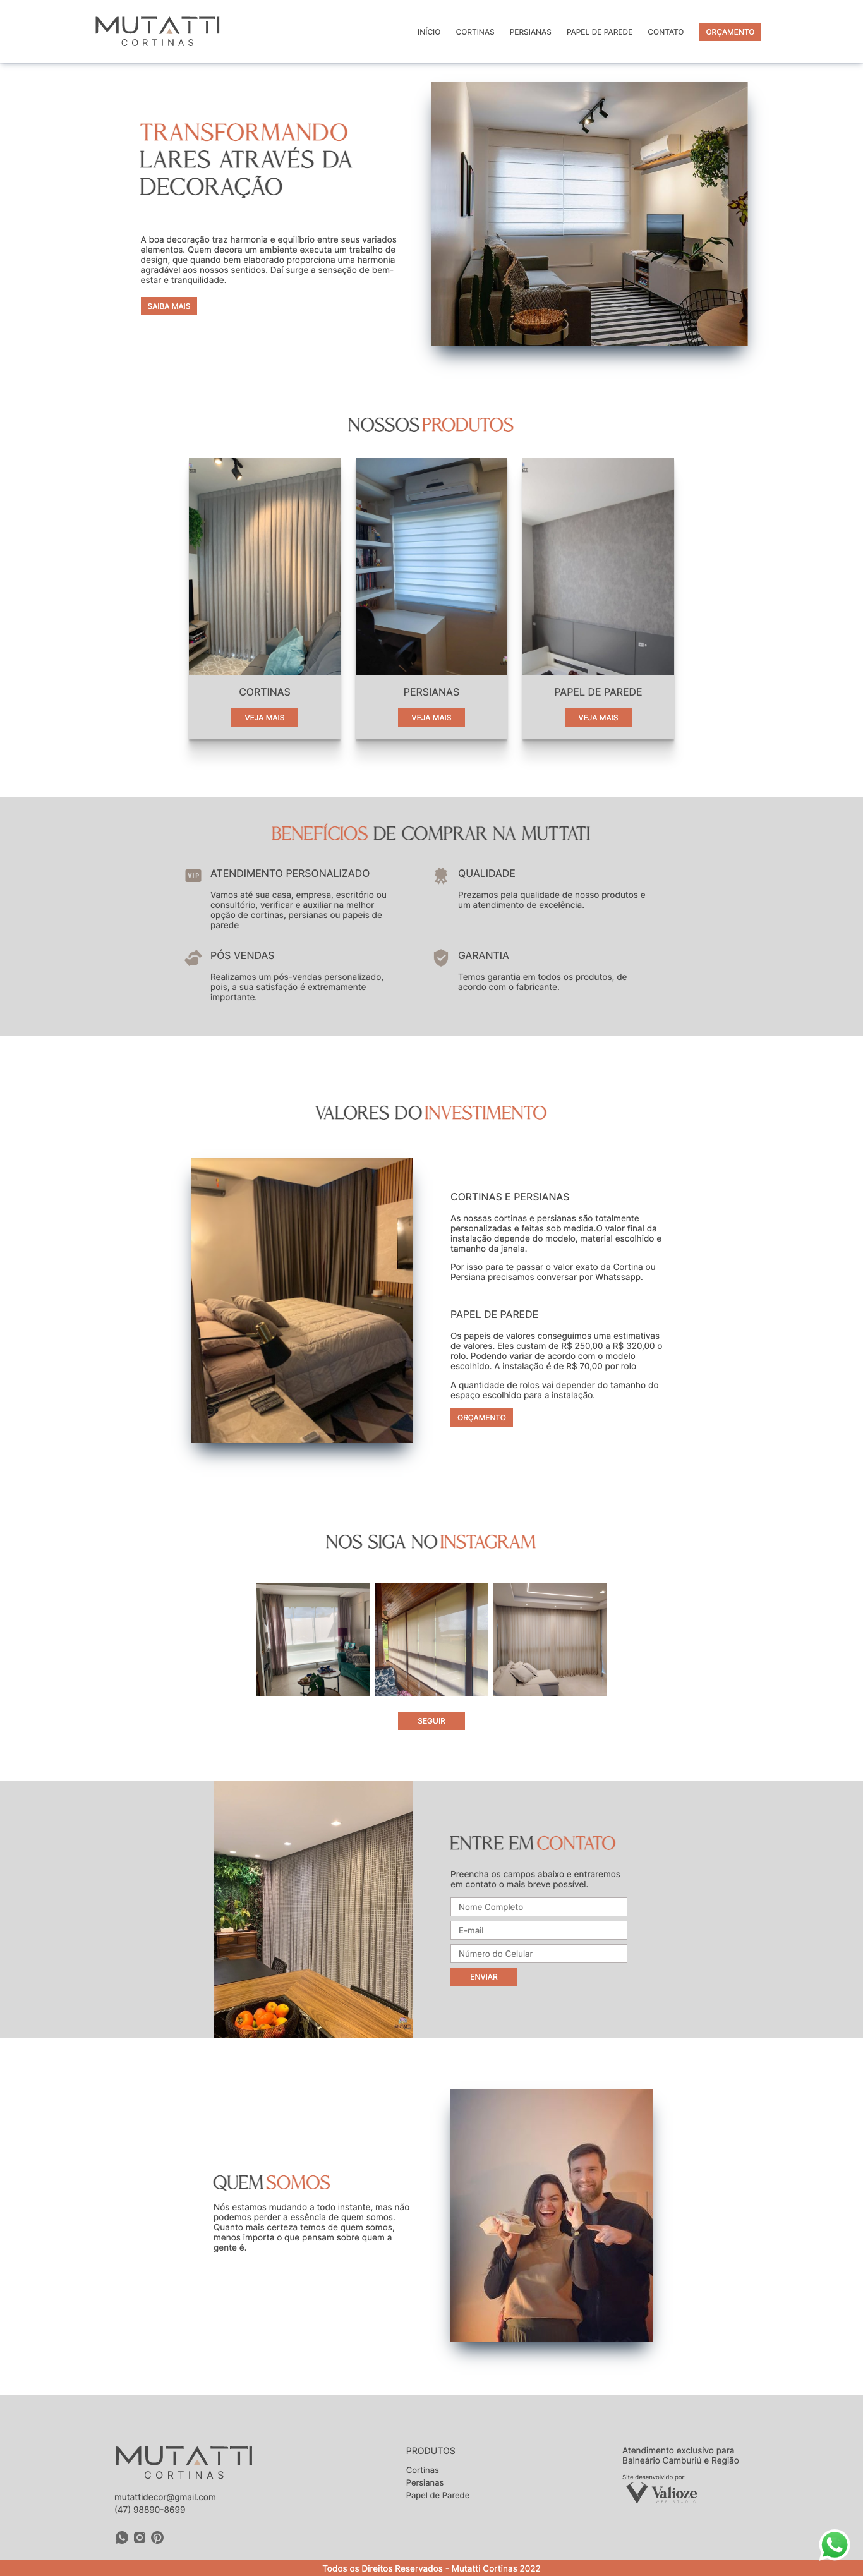 MUTATTI
CORTINAS
INÍCIO
CORTINAS
PERSIANAS
PAPEL DE PAREDE
CONTATO
ORÇAMENTO
TRANSFORMANDO
LARES ATRAVÉS DA
DECORAÇÃO
A boa decoração traz harmonia e equilíbrio entre seus variados
elementos. Quem decora um ambiente executa um trabalho de
design, que quando bem elaborado proporciona uma harmonia
agradável aos nossos sentidos. Daí surge a sensação de bem-
estar e tranquilidade.
SAIBA MAIS
NOSSOS PRODUTOS
CORTINAS
VEJA MAIS
PERSIANAS
VEJA MAIS
PAPEL DE PAREDE
VEJA MAIS
BENEFÍCIOS DE COMPRAR NA MUTTATI
VIP
ATENDIMENTO PERSONALIZADO
Vamos até sua casa, empresa, escritório ou
consultório, verificar e auxiliar na melhor
opção de cortinas, persianas ou papeis de
parede
QUALIDADE
Prezamos pela qualidade de nosso produtos e
um atendimento de excelência.
PÓS VENDAS
Realizamos um pós-vendas personalizado,
pois, a sua satisfação é extremamente
importante.
GARANTIA
Temos garantia em todos os produtos, de
acordo com o fabricante.
VALORES DO INVESTIMENTO
CORTINAS E PERSIANAS
As nossas cortinas e persianas são totalmente
personalizadas e feitas sob medida.O valor final da
instalação depende do modelo, material escolhido e
tamanho da janela.
Por isso para te passar o valor exato da Cortina ou
Persiana precisamos conversar por Whatssapp.
PAPEL DE PAREDE
Os papeis de valores conseguimos uma estimativas
de valores. Eles custam de R$ 250,00 a R$ 320,00 o
rolo. Podendo variar de acordo com o modelo
escolhido. A instalação é de R$ 70,00 por rolo
A quantidade de rolos vai depender do tamanho do
espaço escolhido para a instalação.
ORÇAMENTO
NOS SIGA NO INSTAGRAM
SEGUIR
ENTRE EM CONTATO
Preencha os campos abaixo e entraremos
em contato o mais breve possível.
Nome Completo
E-mail
Número do Celular
ENVIAR
QUEM SOMOS
Nós estamos mudando a todo instante, mas não
podemos perder a essência de quem somos.
Quanto mais certeza temos de quem somos,
menos importa o que pensam sobre quem a
gente é.
MUTATTI
CORTINAS
mutattidecor@gmail.com
(47) 98890-8699
PRODUTOS
Cortinas
Persianas
Papel de Parede
Atendimento exclusivo para
Balneário Camburiú e Região
Site desenvolvido por:
Valioze
Todos os Direitos Reservados - Mutatti Cortinas 2022